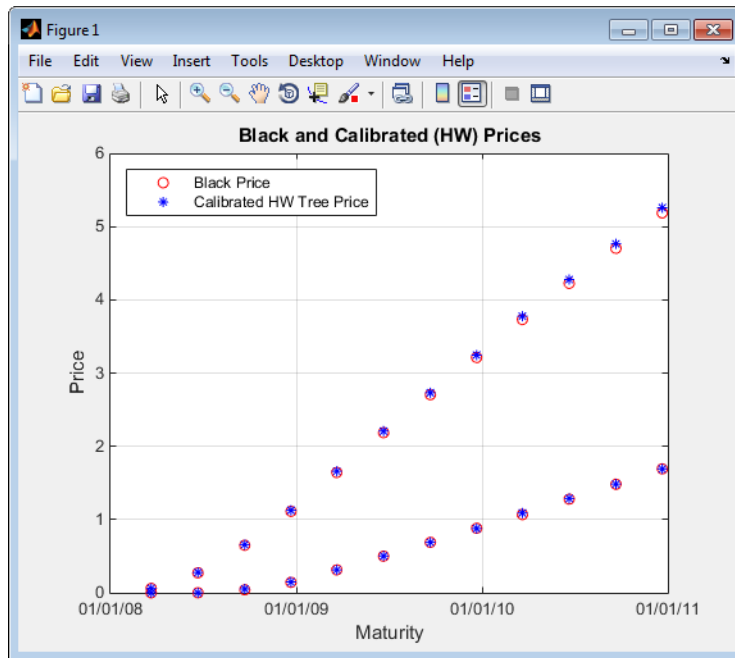 Figure 1
File Edit View Insert Tools Desktop Window Help
Black and Calibrated (HW) Prices
Black Price
Calibrated HW Tree Price
6
5
4
3
2
1
0
Price
01/01/08 01/01/09 01/01/10 01/01/11
Maturity